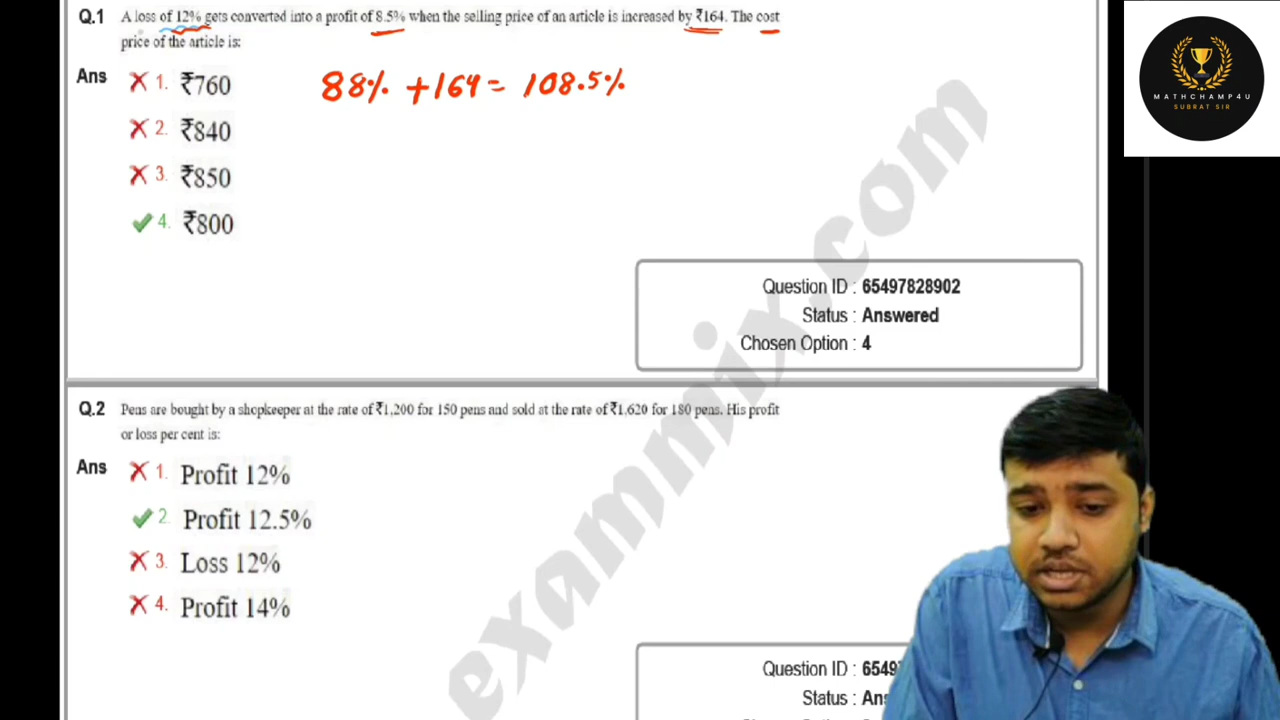 Q.1 A loss of 12% gets converted into a profit of 8.5% when the selling price of an article is increased by ₹164. The cost
price of the article is:
Ans 1. ₹760
88% + 164 = 108.5%
2. ₹840
3. ₹850
4. ₹800
MATHCHAMP4U
SUBRAT SIR
Question ID : 65497828902
Status : Answered
Chosen Option : 4
Q.2 Pens are bought by a shopkeeper at the rate of ₹1,200 for 150 pens and sold at the rate of ₹1,620 for 180 pens. His profit
or loss per cent is:
Ans 1. Profit 12%
2. Profit 12.5%
3. Loss 12%
4. Profit 14%
Question ID :
Status :
exammix.com